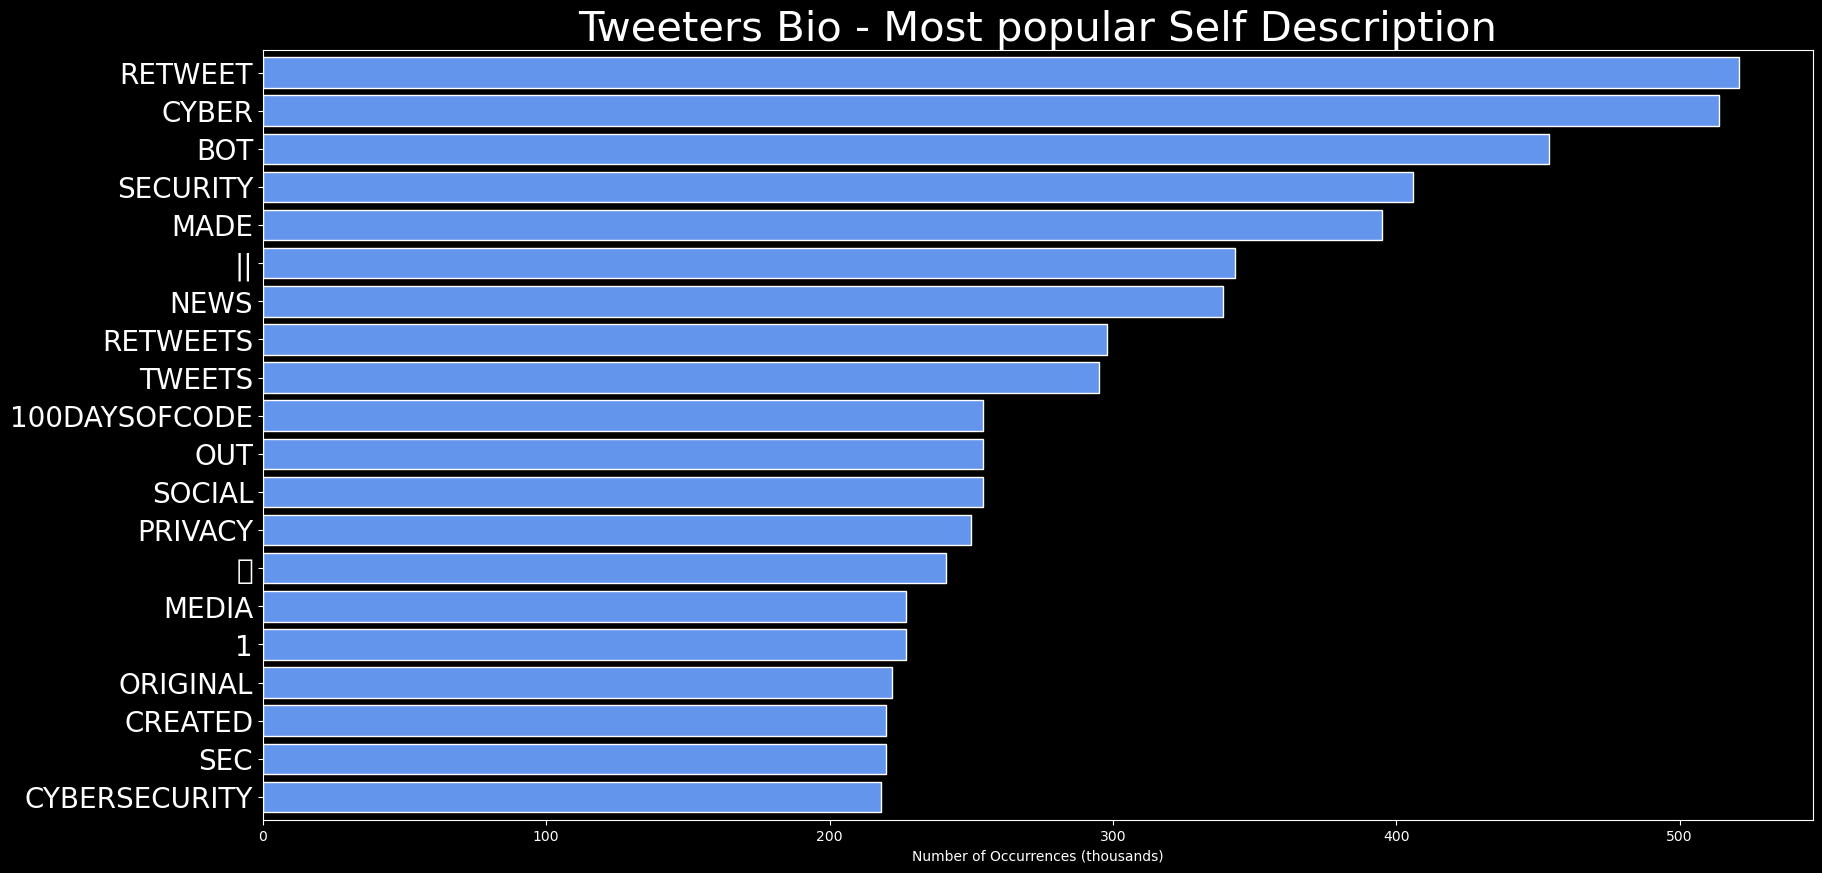 Tweeters Bio - Most popular Self Description
RETWEET
CYBER
BOT
SECURITY
MADE
||
NEWS
RETWEETS
TWEETS
100DAYSOFCODE
OUT
SOCIAL
PRIVACY
MEDIA
1
ORIGINAL
CREATED
SEC
CYBERSECURITY
0 100 200 300 400 500
Number of Occurrences (thousands)